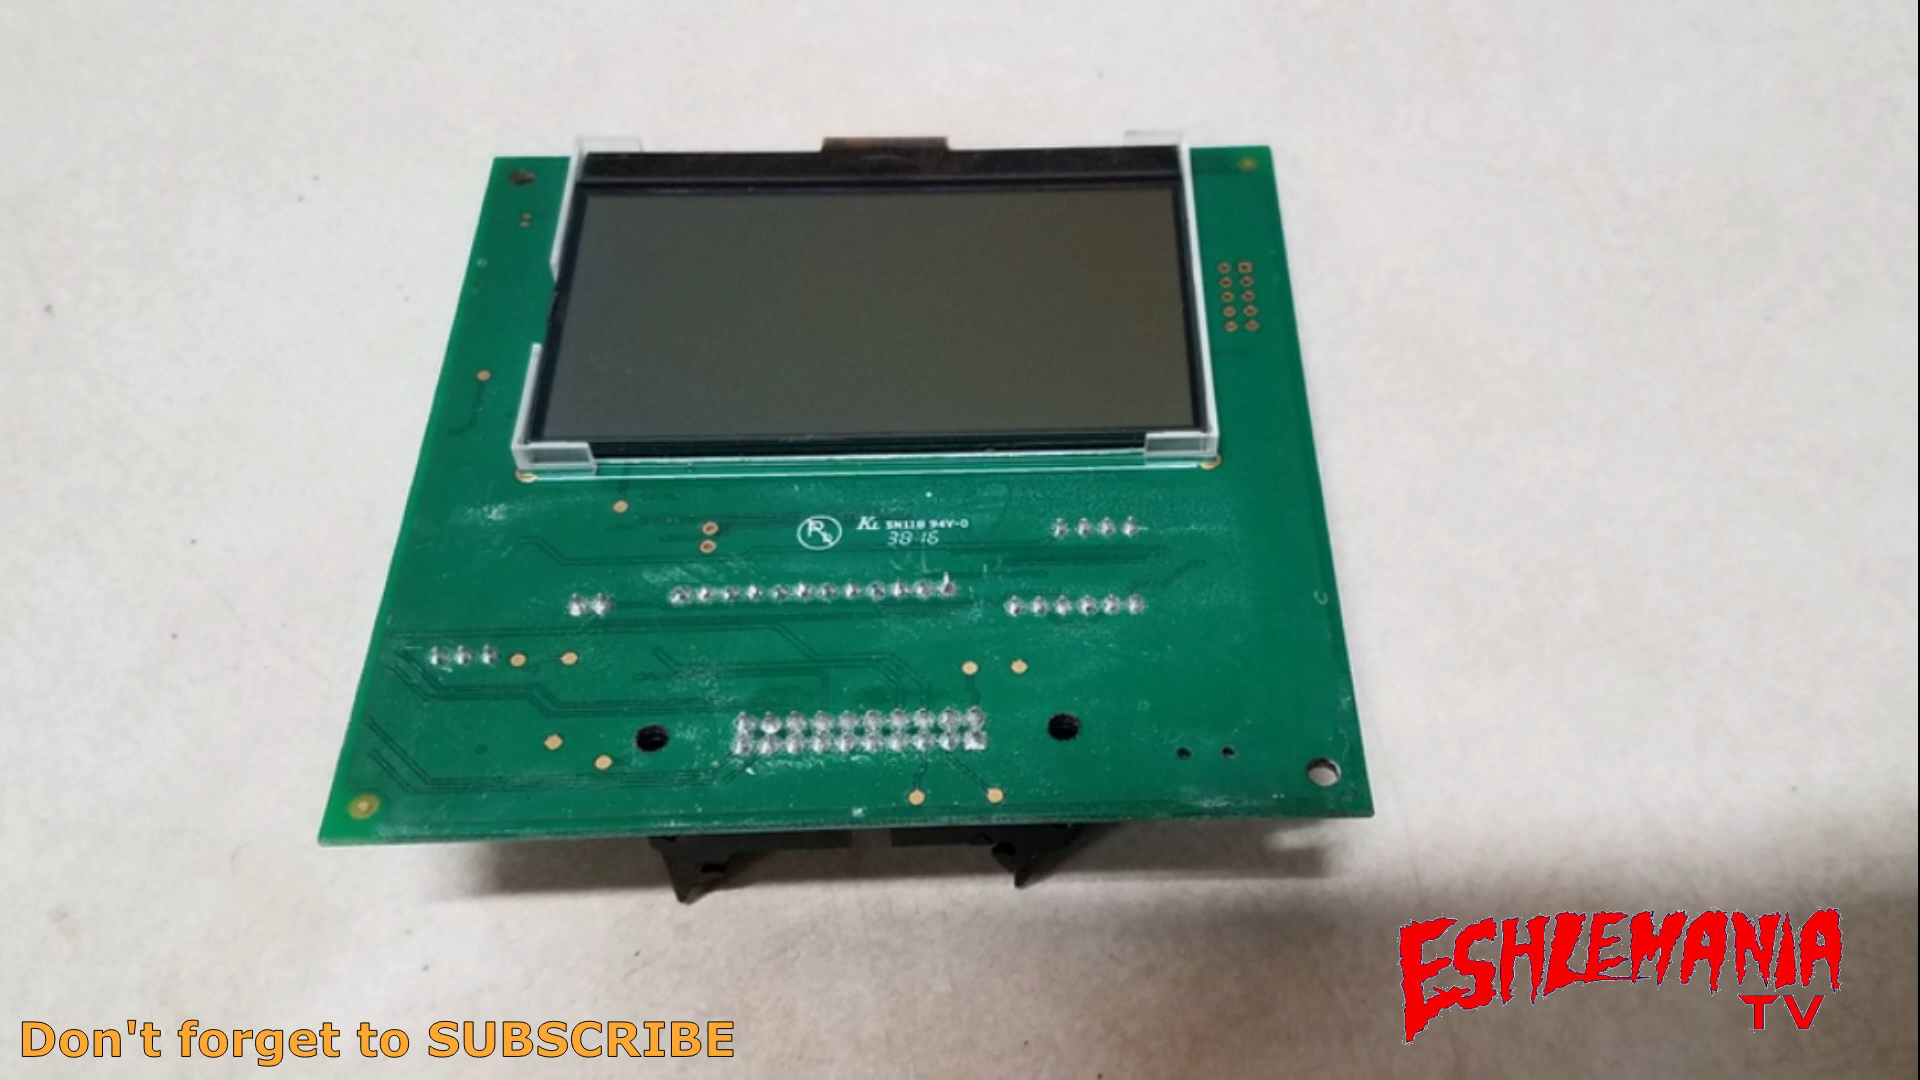 KL SN118 94V-0
38-16
Don't forget to SUBSCRIBE
ESHLEMANIA
TV